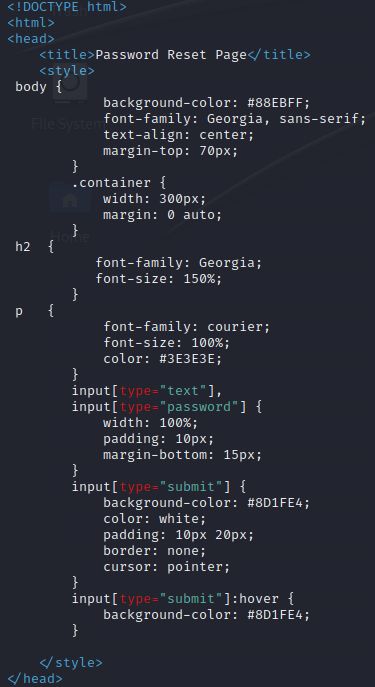 <!DOCTYPE html>
<html>
<head>
    <title>Password Reset Page</title>
    <style>
 body {
            background-color: #88EBFF;
            font-family: Georgia, sans-serif;
            text-align: center;
            margin-top: 70px;
        }
        .container {
            width: 300px;
            margin: 0 auto;
        }
 h2  {
           font-family: Georgia;
           font-size: 150%;
        }
 p   {
            font-family: courier;
            font-size: 100%;
            color: #3E3E3E;
        }
        input[type="text"],
        input[type="password"] {
            width: 100%;
            padding: 10px;
            margin-bottom: 15px;
        }
        input[type="submit"] {
            background-color: #8D1FE4;
            color: white;
            padding: 10px 20px;
            border: none;
            cursor: pointer;
        }
        input[type="submit"]:hover {
            background-color: #8D1FE4;
        }

    </style>
</head>
File System
Home